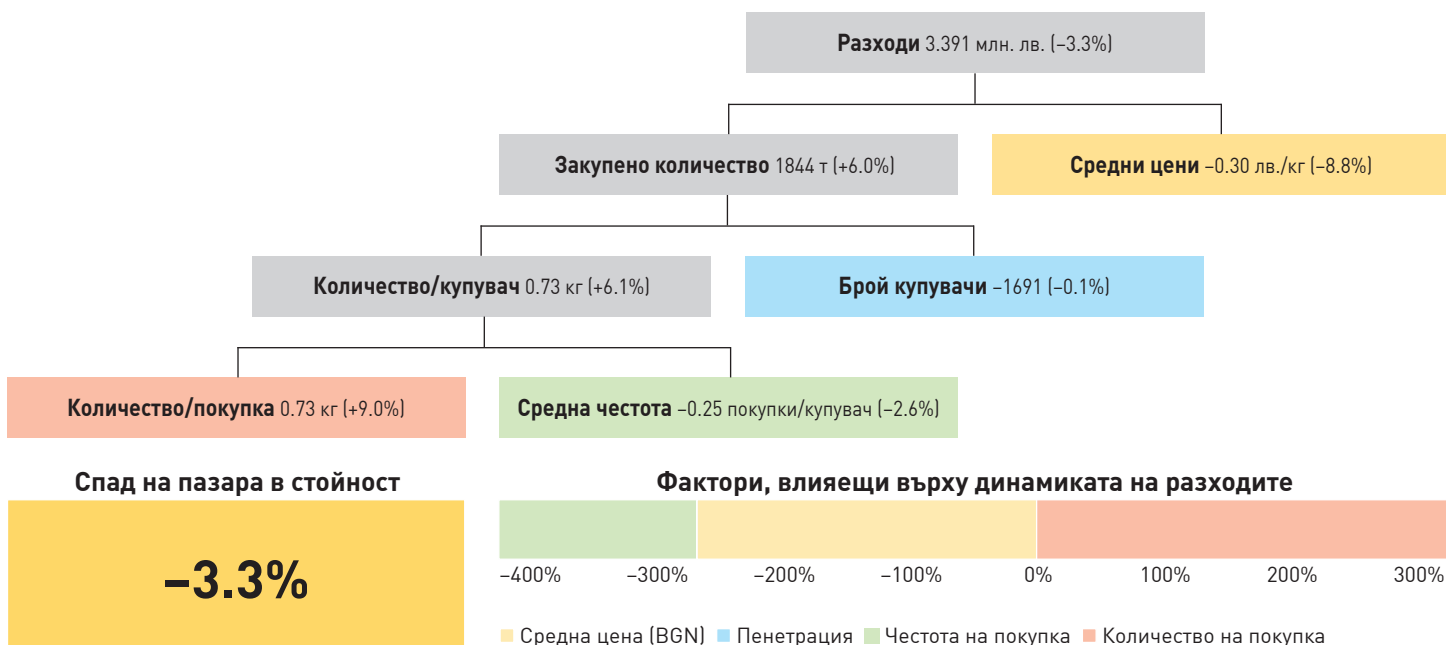 Разходи 3.391 млн. лв. (–3.3%)
Закупено количество 1844 т (+6.0%)
Средни цени –0.30 лв./кг (–8.8%)
Количество/купувач 0.73 кг (+6.1%)
Брой купувачи –1691 (–0.1%)
Количество/покупка 0.73 кг (+9.0%)
Средна честота –0.25 покупки/купувач (–2.6%)
Спад на пазара в стойност
–3.3%
Фактори, влияещи върху динамиката на разходите
–400% –300% –200% –100% 0% 100% 200% 300%
Средна цена (BGN) Пенетрация Честота на покупка Количество на покупка